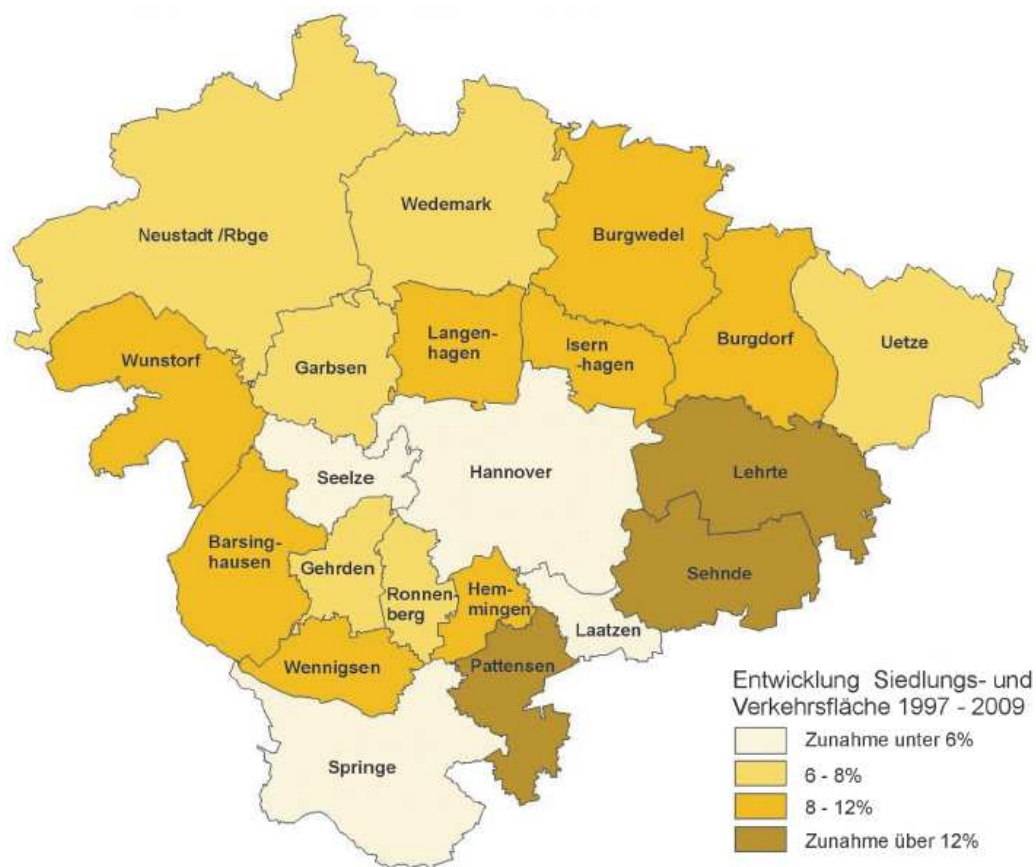 Neustadt /Rbge
Wedemark
Burgwedel
Wunstorf
Garbsen
Langen-
hagen
Isern
-hagen
Burgdorf
Uetze
Seelze
Hannover
Lehrte
Barsing-
hausen
Gehrden
Ronnen-
berg
Hem-
mingen
Sehnde
Laatzen
Wennigsen
Pattensen
Springe
Entwicklung Siedlungs- und
Verkehrsfläche 1997 - 2009
Zunahme unter 6%
6 - 8%
8 - 12%
Zunahme über 12%